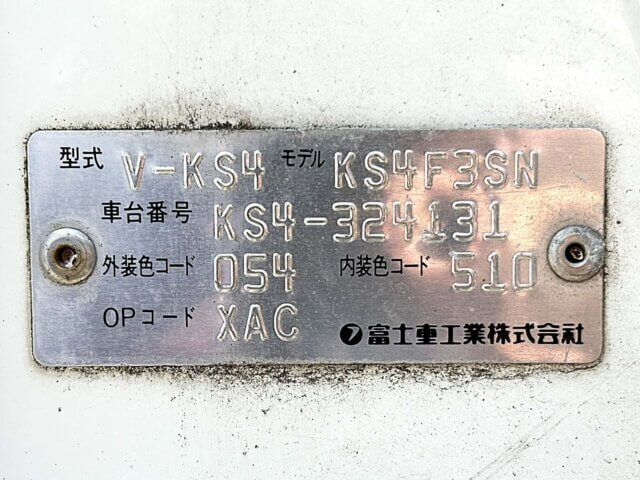 型式 V-KS4 モデル KS4F3SN
車台番号 KS4-324131
外装色コード 054 内装色コード 510
OPコード XAC
富士重工業株式会社